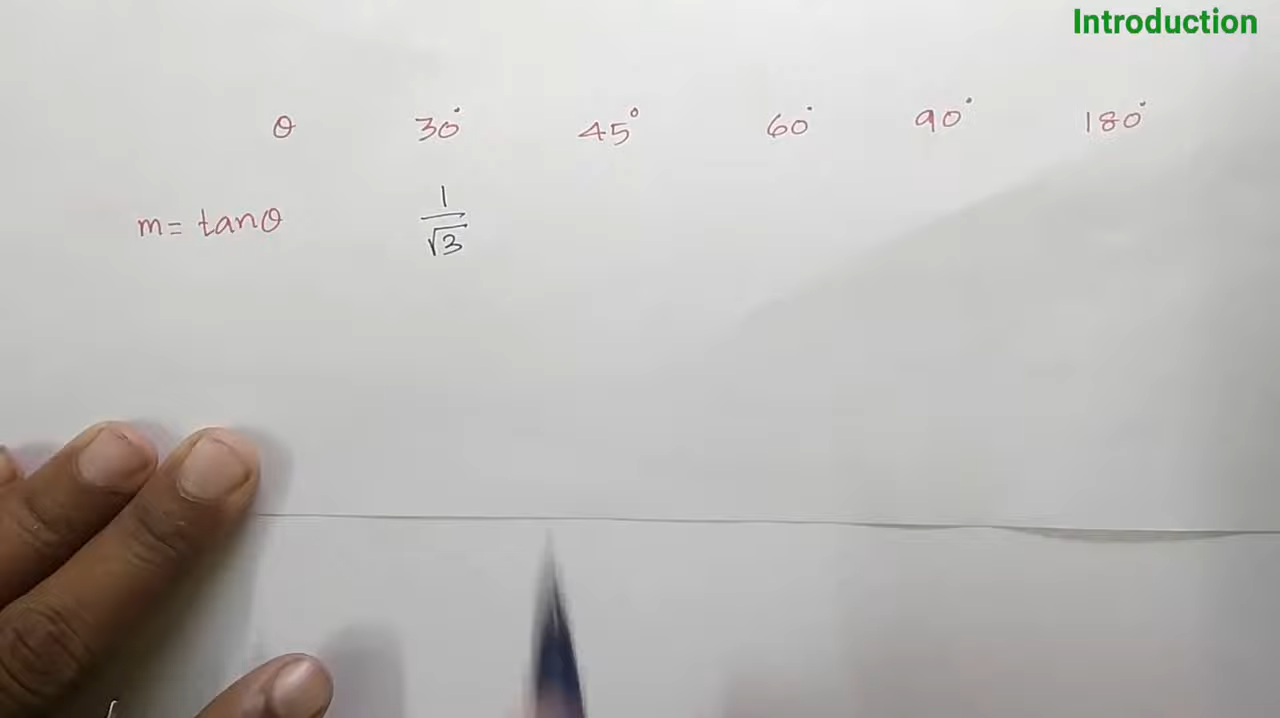 Introduction
θ 30° 45° 60° 90° 180°
m = tanθ 1/√3